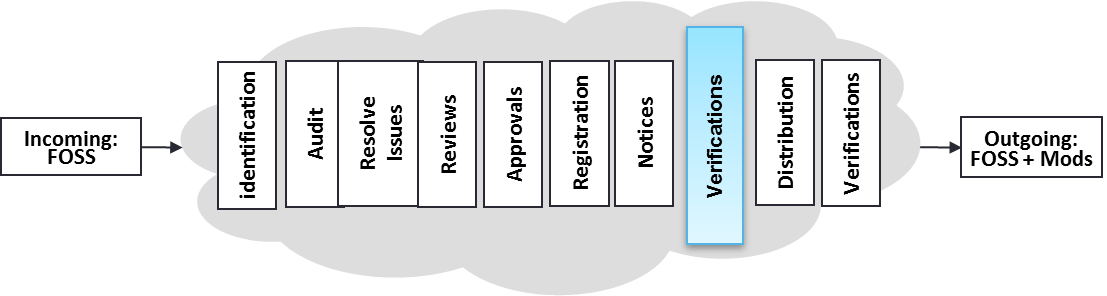 Incoming:
FOSS
identification
Audit
Resolve
Issues
Reviews
Approvals
Registration
Notices
Verifications
Distribution
Verifications
Outgoing:
FOSS + Mods